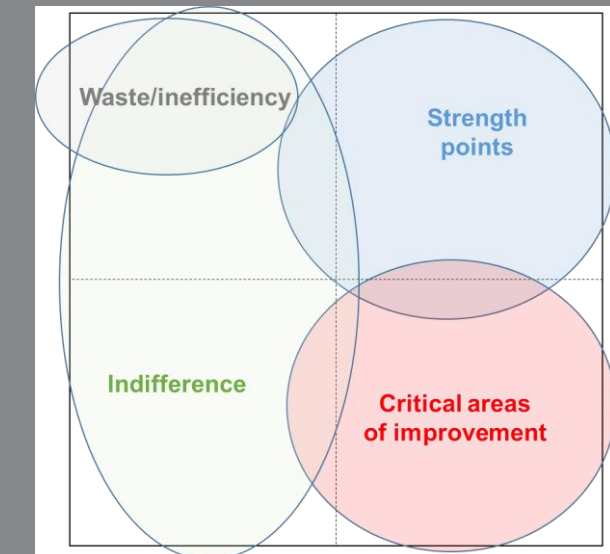 Waste/inefficiency
Strength
points
Indifference
Critical areas
of improvement